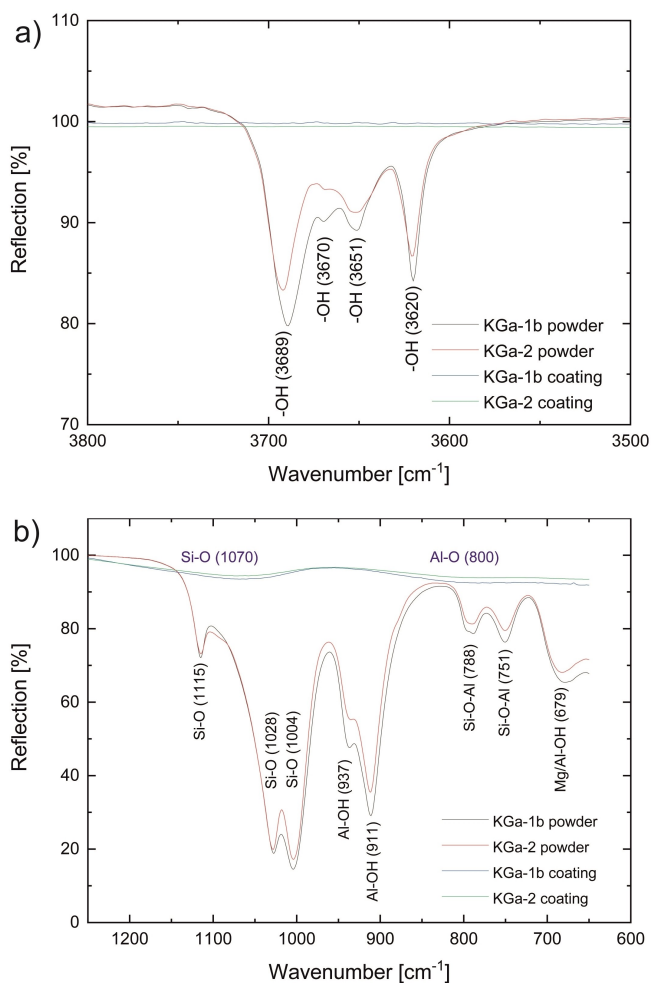 a)
110
100
90
80
70
Reflection [%]
-OH (3689)
-OH (3670)
-OH (3651)
-OH (3620)
KGa-1b powder
KGa-2 powder
KGa-1b coating
KGa-2 coating
3800
3700
3600
3500
Wavenumber [cm⁻¹]
b)
100
80
60
40
20
0
Reflection [%]
Si-O (1070)
Al-O (800)
Si-O (1115)
Si-O (1028)
Si-O (1004)
Al-OH (937)
Al-OH (911)
Si-O-Al (788)
Si-O-Al (751)
Mg/Al-OH (679)
KGa-1b powder
KGa-2 powder
KGa-1b coating
KGa-2 coating
1200
1100
1000
900
800
700
600
Wavenumber [cm⁻¹]